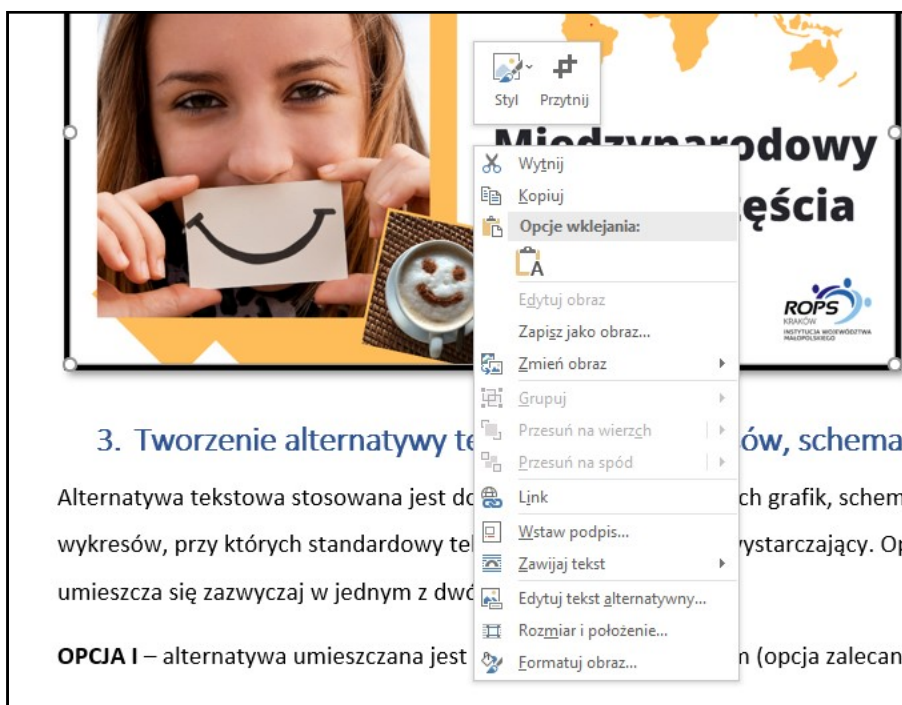 Styl Przytnij
Międzynarodowy
ęścia
ROPS
KRAKÓW
INSTYTUCJA WOJEWÓDZTWA
MAŁOPOLSKIEGO
Wytnij
Kopiuj
Opcje wklejania:
A
Edytuj obraz
Zapisz jako obraz...
Zmień obraz
Grupuj
Przesuń na wierzch
Przesuń na spód
Link
Wstaw podpis...
Zawijaj tekst
Edytuj tekst alternatywny...
Rozmiar i położenie...
Formatuj obraz...
3. Tworzenie alternatywy te ów, schema
Alternatywa tekstowa stosowana jest do ch grafik, schem
wykresów, przy których standardowy te ystarczający. Op
umieszcza się zazwyczaj w jednym z dwó
OPCJA I – alternatywa umieszczana jest m (opcja zalecan